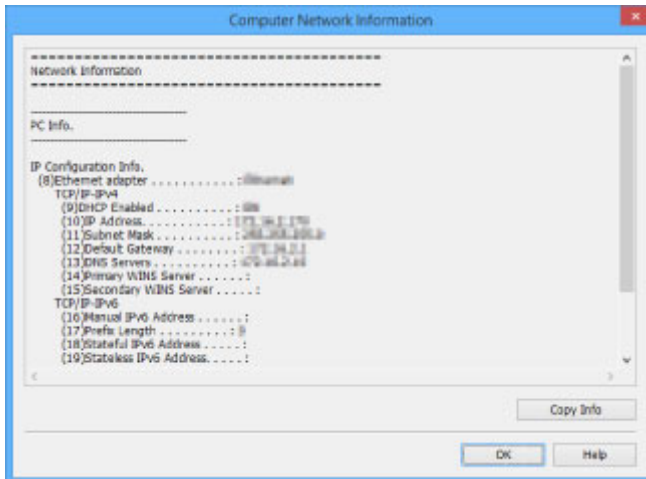 Computer Network Information
========================================
Network Information
========================================
----------------------------------------
PC Info.
----------------------------------------
IP Configuration Info.
(8)Ethernet adapter . . . . . . . . . . . :
TCP/IP-IPv4
(9)DHCP Enabled . . . . . . . . . :
(10)IP Address. . . . . . . . . . . :
(11)Subnet Mask . . . . . . . . . :
(12)Default Gateway . . . . . . . :
(13)DNS Servers . . . . . . . . . . :
(14)Primary WINS Server . . . . . . :
(15)Secondary WINS Server . . . . . :
TCP/IP-IPv6
(16)Manual IPv6 Address . . . . . . :
(17)Prefix Length . . . . . . . . . :
(18)Stateful IPv6 Address . . . . . :
(19)Stateless IPv6 Address. . . . . :
Copy Info
OK
Help